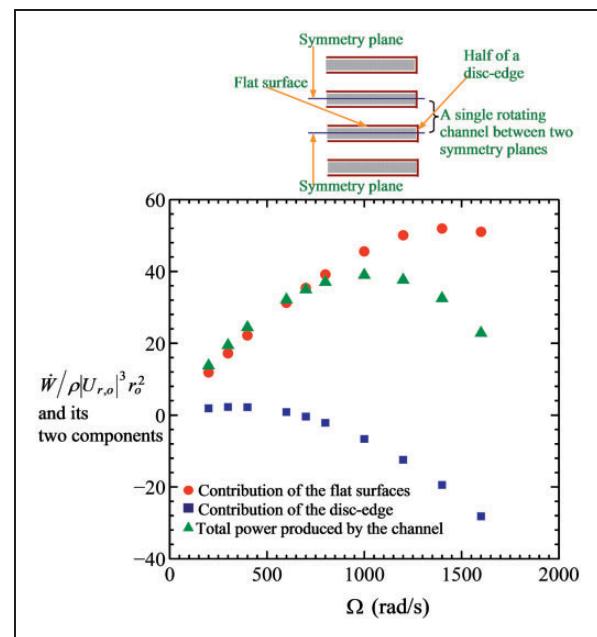 Symmetry plane
Half of a
disc-edge
Flat surface
A single rotating
channel between two
symmetry planes
Symmetry plane
60
40
20
0
−20
−40
Ẇ/ρ|U_{r,o}|³r_o²
and its
two components
Contribution of the flat surfaces
Contribution of the disc-edge
Total power produced by the channel
0 500 1000 1500 2000
Ω (rad/s)